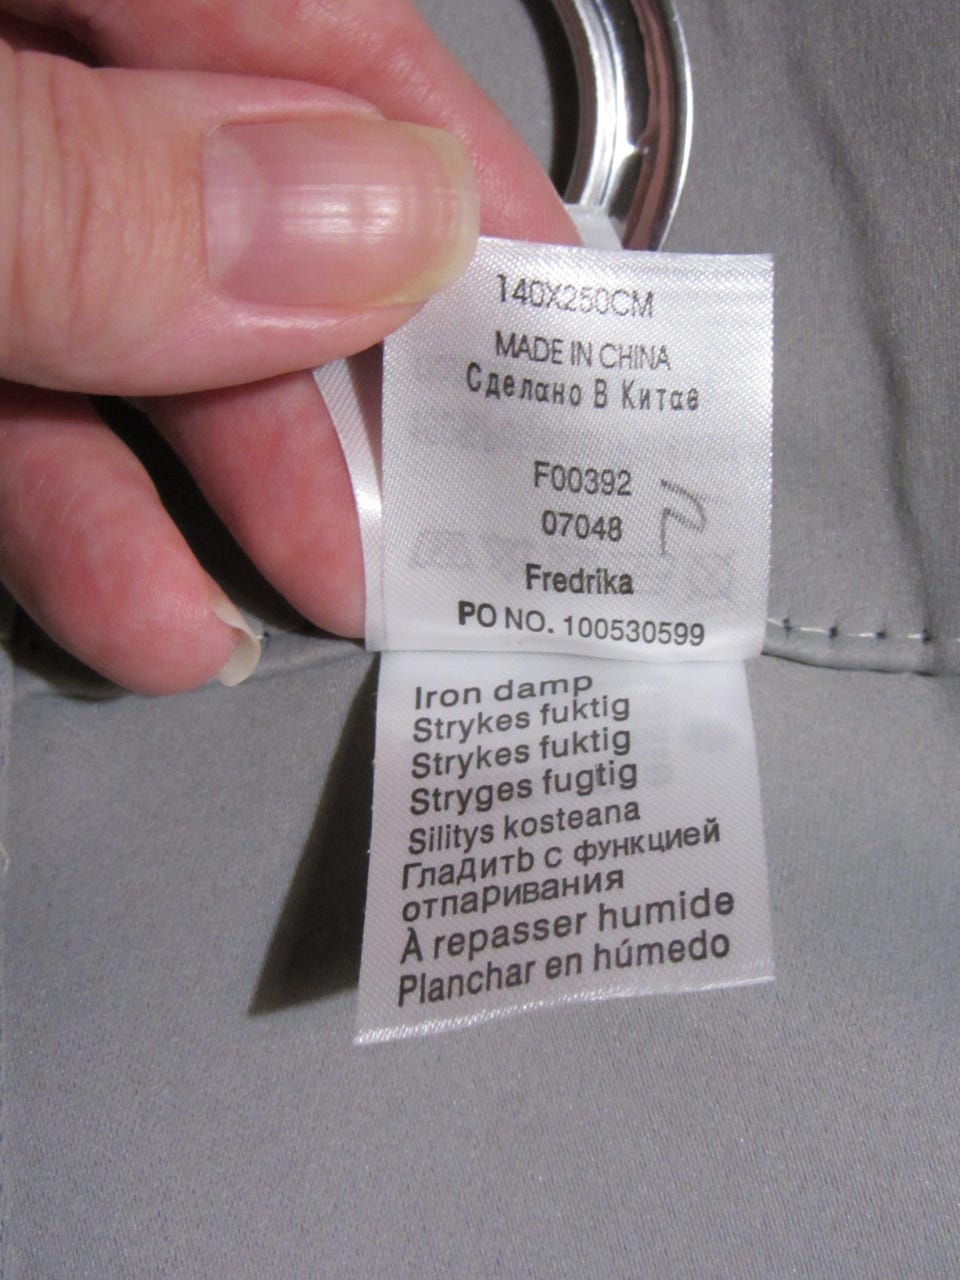 140X250CM
MADE IN CHINA
Сделано В Китае
F00392
07048
Fredrika
PO NO. 100530599
Iron damp
Strykes fuktig
Strykes fuktig
Stryges fugtig
Silitys kosteana
ГлаДитЬ с функцией
отпаривания
À repasser humide
Planchar en húmedo